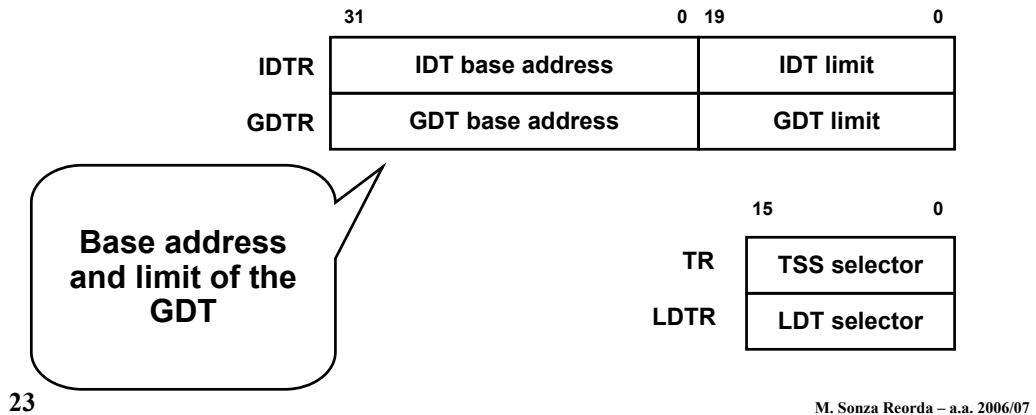 31 0 19 0
IDTR IDT base address IDT limit
GDTR GDT base address GDT limit
Base address
and limit of the
GDT
15 0
TR TSS selector
LDTR LDT selector
23 M. Sonza Reorda – a.a. 2006/07